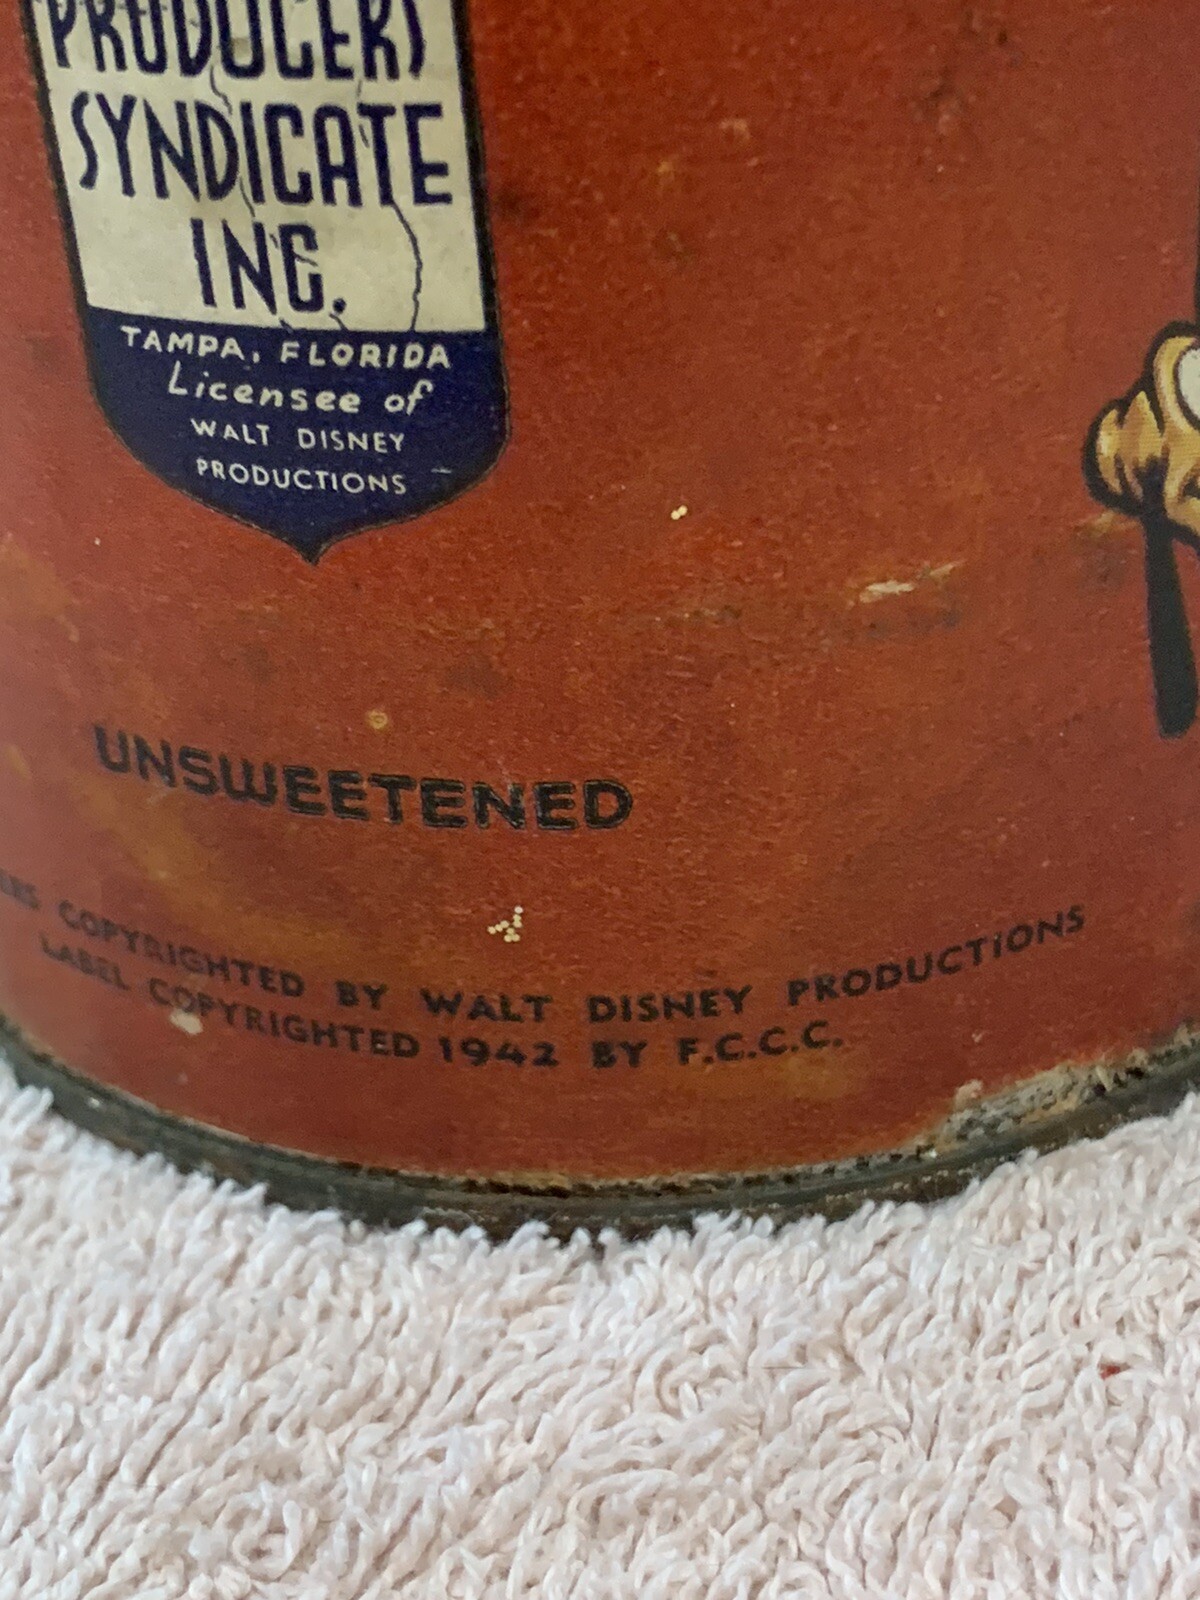 PRODUCERS
SYNDICATE
INC.
TAMPA, FLORIDA
Licensee of
WALT DISNEY
PRODUCTIONS
UNSWEETENED
COPYRIGHTED BY WALT DISNEY PRODUCTIONS
LABEL COPYRIGHTED 1942 BY F.C.C.C.